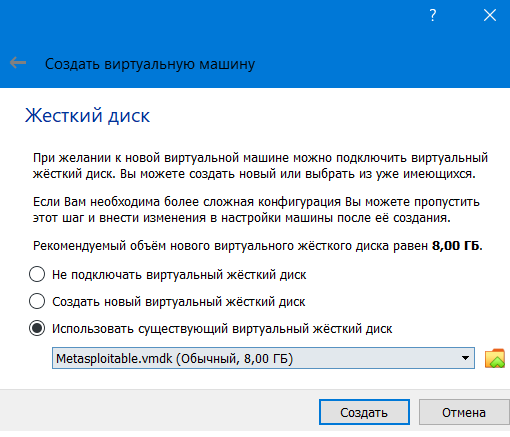 ?
Создать виртуальную машину
Жесткий диск
При желании к новой виртуальной машине можно подключить виртуальный
жёсткий диск. Вы можете создать новый или выбрать из уже имеющихся.
Если Вам необходима более сложная конфигурация Вы можете пропустить
этот шаг и внести изменения в настройки машины после её создания.
Рекомендуемый объём нового виртуального жёсткого диска равен 8,00 ГБ.
Не подключать виртуальный жёсткий диск
Создать новый виртуальный жёсткий диск
Использовать существующий виртуальный жёсткий диск
Metasploitable.vmdk (Обычный, 8,00 ГБ)
Создать Отмена